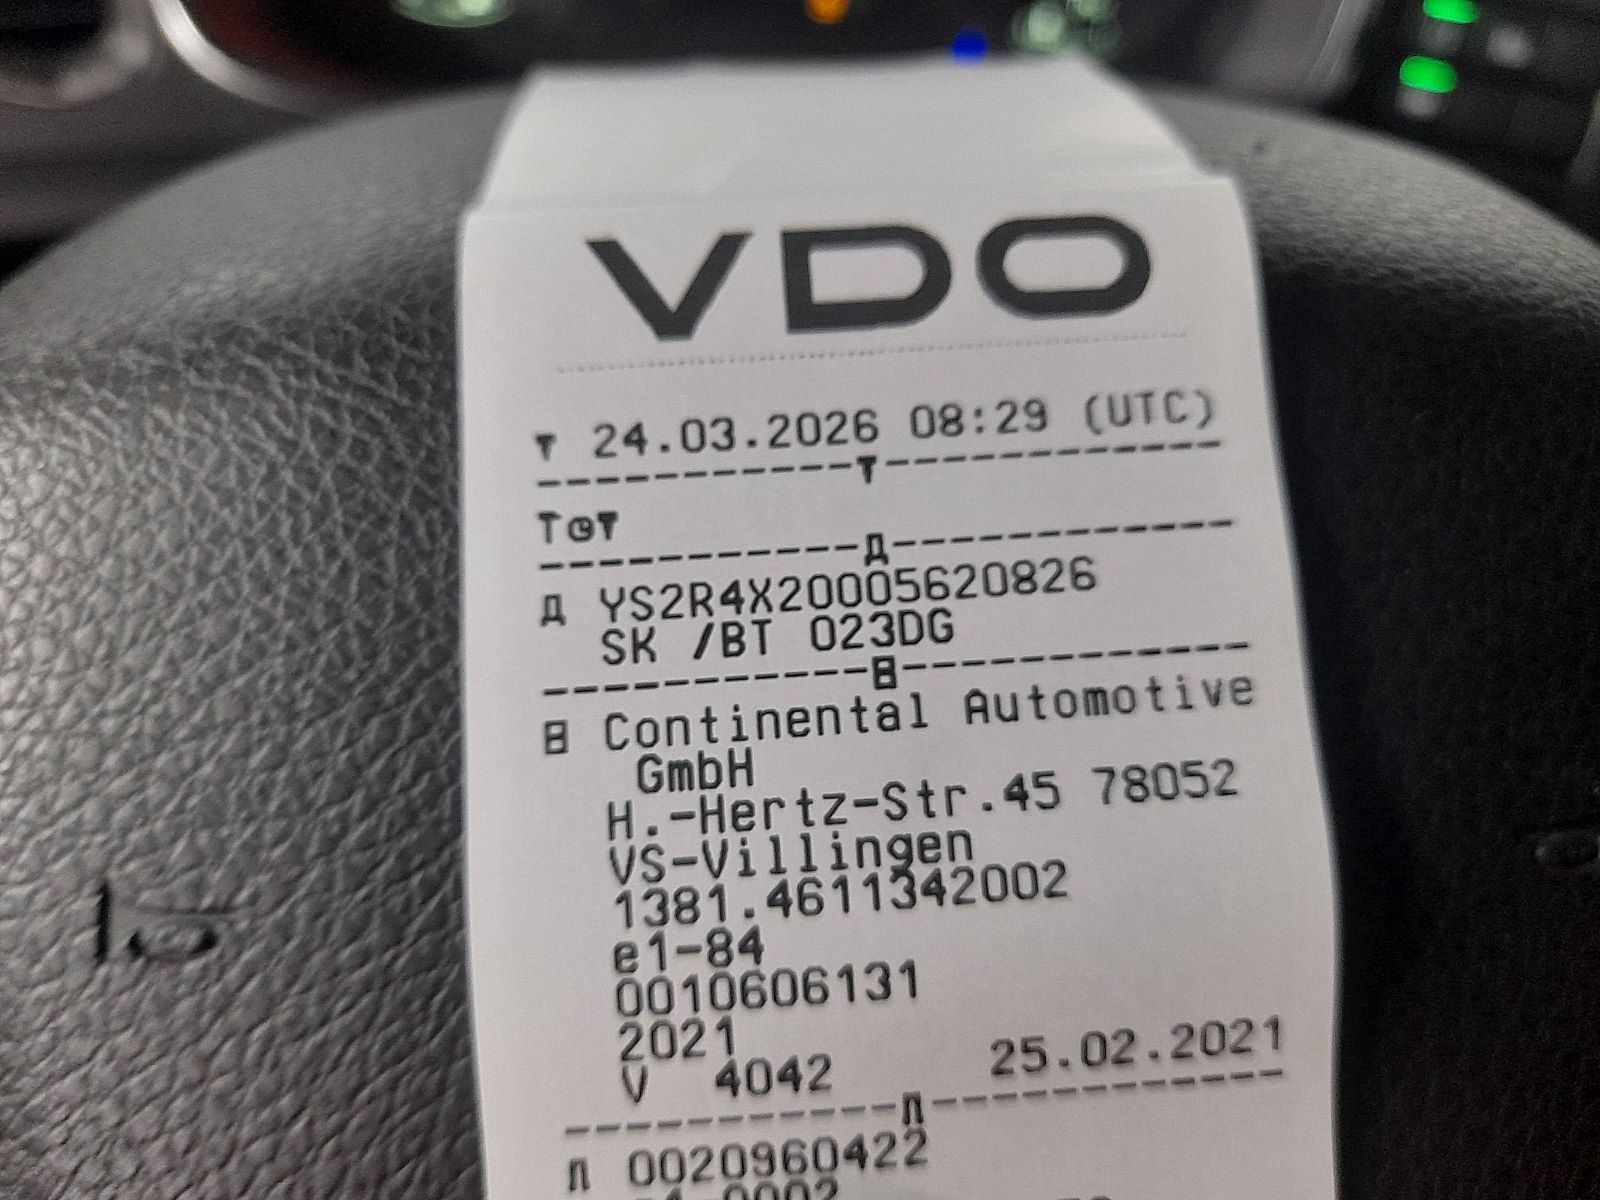 VDO
24.03.2026 08:29 (UTC)
YS2R4X20005620826
SK /BT 023DG
Continental Automotive
GmbH
H.-Hertz-Str.45 78052
VS-Villingen
1381.4611342002
e1-84
0010606131
2021
V 4042 25.02.2021
0020960422